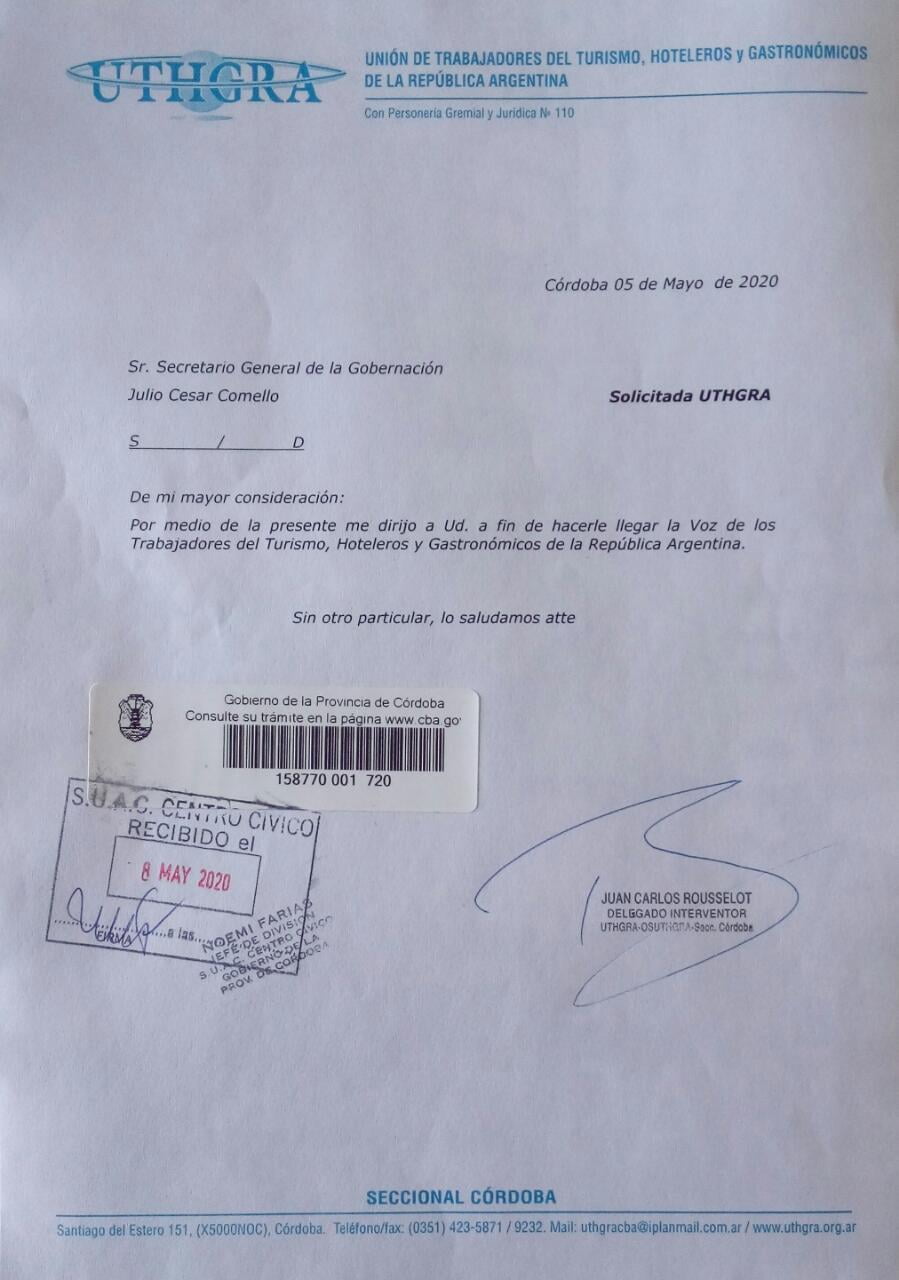 UTHGRA
UNIÓN DE TRABAJADORES DEL TURISMO, HOTELEROS y GASTRONÓMICOS
DE LA REPÚBLICA ARGENTINA
Con Personería Gremial y Jurídica Nº 110
Córdoba 05 de Mayo de 2020
Sr. Secretario General de la Gobernación
Julio Cesar Comello
Solicitada UTHGRA
S / D
De mi mayor consideración:
Por medio de la presente me dirijo a Ud. a fin de hacerle llegar la Voz de los
Trabajadores del Turismo, Hoteleros y Gastronómicos de la República Argentina.
Sin otro particular, lo saludamos atte
Gobierno de la Provincia de Córdoba
Consulte su trámite en la página www.cba.gov
158770 001 720
S.U.A.C. CENTRO CIVICO
RECIBIDO el
8 MAY 2020
FIRMA a las
NOEMI FARIAS
JEFE DE DIVISION
S.U.A.C. CENTRO CIVICO
GOBIERNO DE LA
PROV. DE CORDOBA
JUAN CARLOS ROUSSELOT
DELEGADO INTERVENTOR
UTHGRA-OSUTHGRA-Secc. Córdoba
SECCIONAL CÓRDOBA
Santiago del Estero 151, (X5000NOC), Córdoba. Teléfono/fax: (0351) 423-5871 / 9232. Mail: uthgracba@iplanmail.com.ar / www.uthgra.org.ar